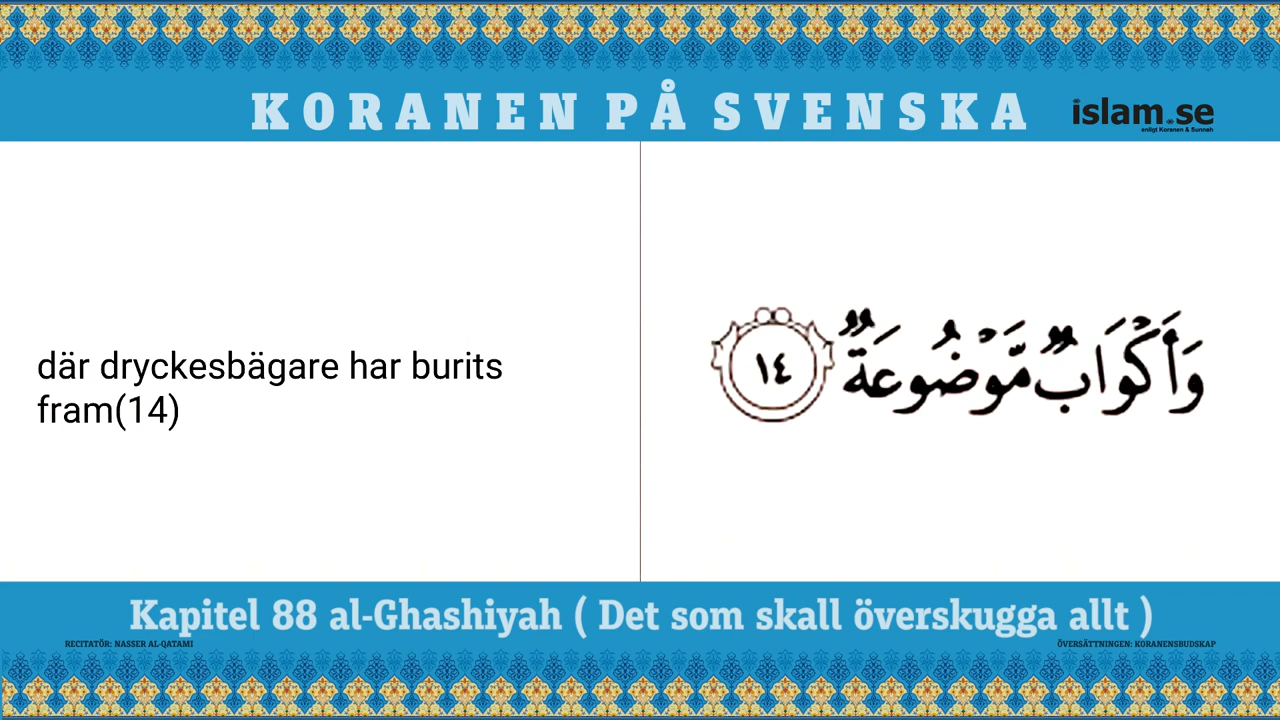 KORANEN PÅ SVENSKA
islam.se
enligt Koranen & Sunnah
där dryckesbägare har burits
fram(14)
وَأَكْوَابٌ مَّوْضُوعَةٌ ١٤
Kapitel 88 al-Ghashiyah ( Det som skall överskugga allt )
RECITATÖR: NASSER AL-QATAMI
ÖVERSÄTTNINGEN: KORANENSBUDSKAP